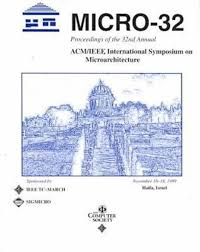 MICRO-32
Proceedings of the 32nd Annual
ACM/IEEE International Symposium on
Microarchitecture
Sponsored by
November 16-18, 1999
Haifa, Israel
IEEE TC-MARCH
SIGMICRO
IEEE
COMPUTER
SOCIETY